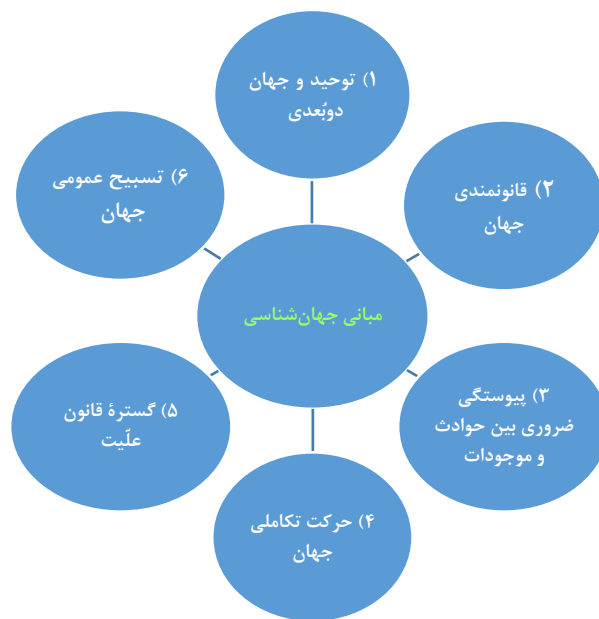 مبانی جهان‌شناسی
۱) توحید و جهان
دوبُعدی
۲) قانونمندی
جهان
۳) پیوستگی
ضروری بین حوادث
و موجودات
۴) حرکت تکاملی
جهان
۵) گسترهٔ قانون
علّیت
۶) تسبیح عمومی
جهان